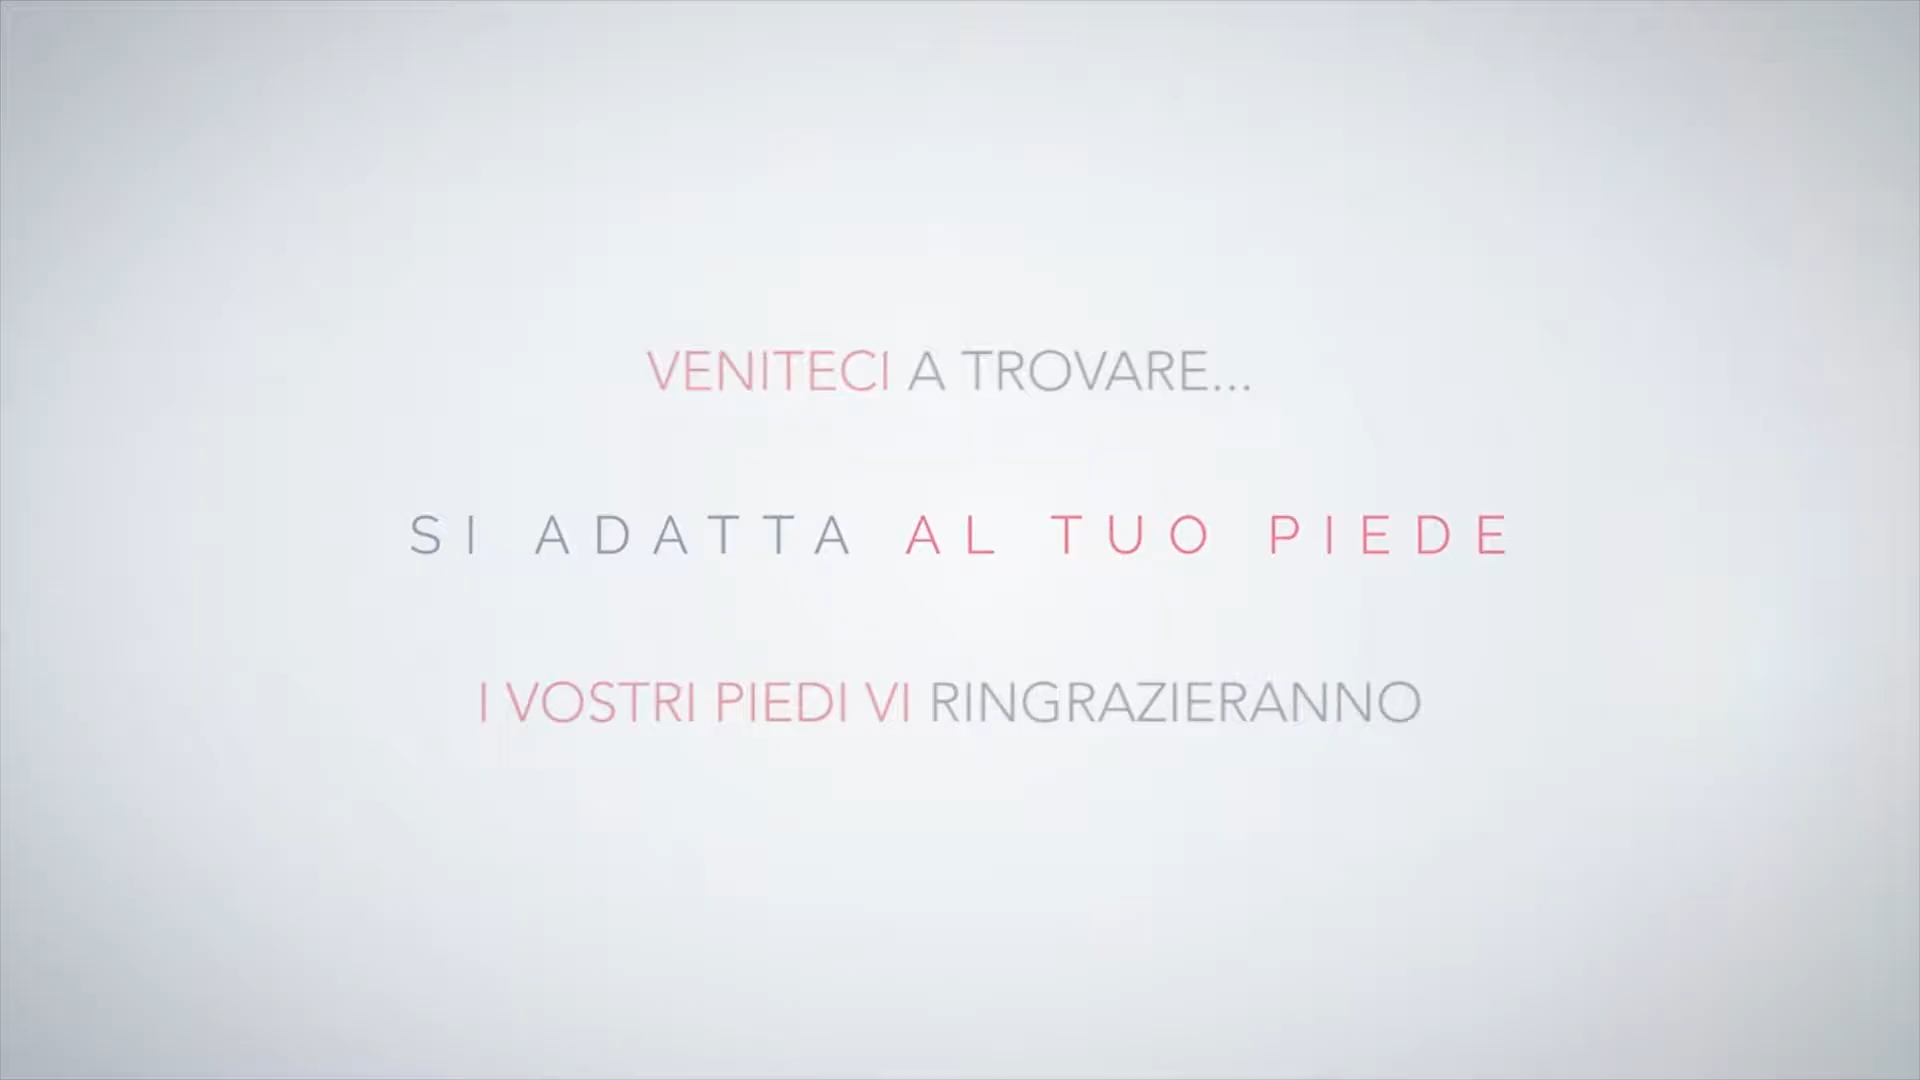 VENITECI A TROVARE...
SI ADATTA AL TUO PIEDE
I VOSTRI PIEDI VI RINGRAZIERANNO